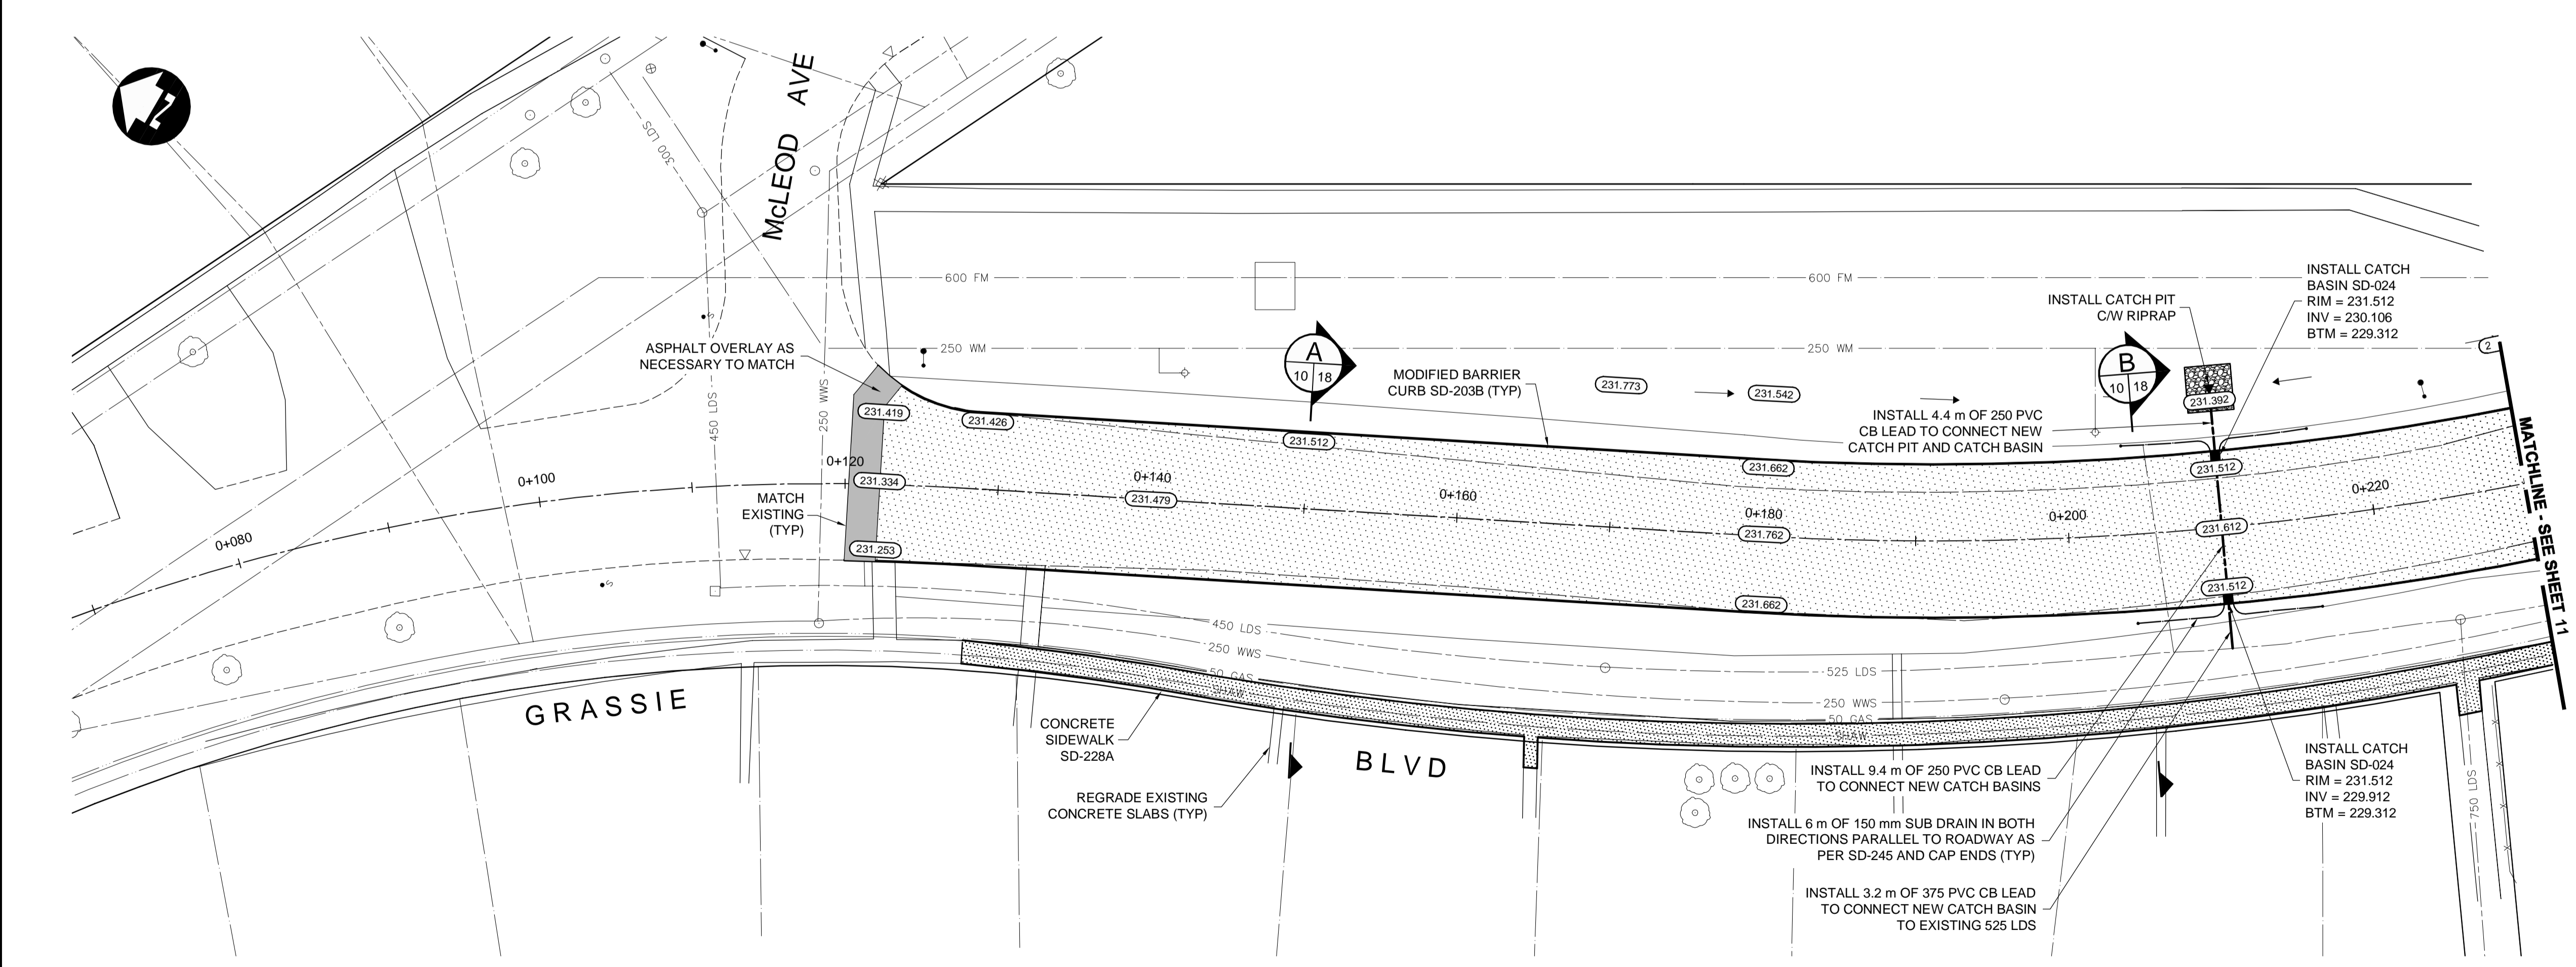 McLEOD AVE
300 LDS
600 FM
600 FM
INSTALL CATCH
BASIN SD-024
RIM = 231.512
INV = 230.106
BTM = 229.312
INSTALL CATCH PIT
C/W RIPRAP
S
ASPHALT OVERLAY AS
NECESSARY TO MATCH
250 WM
250 WM
A
10 18
B
10 18
2
MODIFIED BARRIER
CURB SD-203B (TYP)
231.773
231.542
231.392
INSTALL 4.4 m OF 250 PVC
CB LEAD TO CONNECT NEW
CATCH PIT AND CATCH BASIN
450 LDS
250 WWS
231.419
231.426
231.512
231.662
231.512
MATCHLINE - SEE SHEET 11
0+080
0+100
0+120
0+140
0+160
0+180
0+200
0+220
231.334
231.479
231.762
231.612
MATCH
EXISTING
(TYP)
231.253
231.662
231.512
S
450 LDS
250 WWS
50 GAS
SHAW
525 LDS
250 WWS
50 GAS
SHAW
GRASSIE
BLVD
CONCRETE
SIDEWALK
SD-228A
REGRADE EXISTING
CONCRETE SLABS (TYP)
INSTALL 9.4 m OF 250 PVC CB LEAD
TO CONNECT NEW CATCH BASINS
INSTALL 6 m OF 150 mm SUB DRAIN IN BOTH
DIRECTIONS PARALLEL TO ROADWAY AS
PER SD-245 AND CAP ENDS (TYP)
INSTALL 3.2 m OF 375 PVC CB LEAD
TO CONNECT NEW CATCH BASIN
TO EXISTING 525 LDS
INSTALL CATCH
BASIN SD-024
RIM = 231.512
INV = 229.912
BTM = 229.312
750 LDS